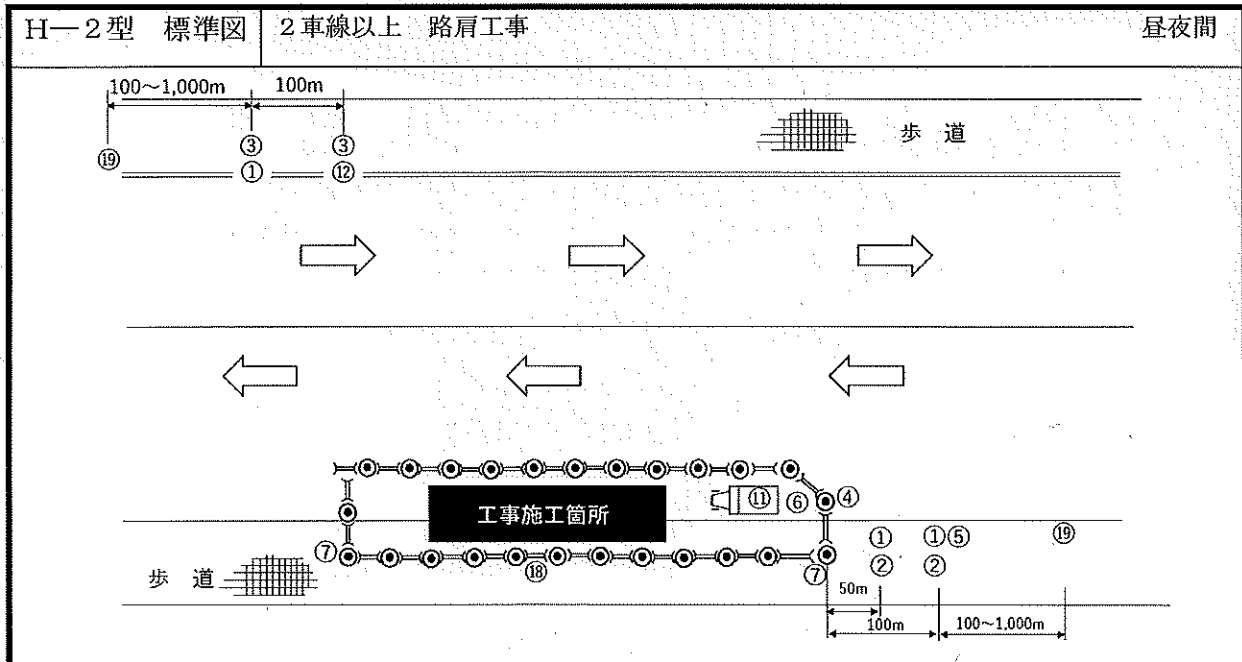 H－2型　標準図　2車線以上　路肩工事　昼夜間
100～1,000m　100m
③　③
⑲　①　⑫
歩　道
工事施工箇所　⑪　⑥　④
①　①⑤　⑲
⑦　⑱　⑦　②　②
歩　道
50m
100m　100～1,000m